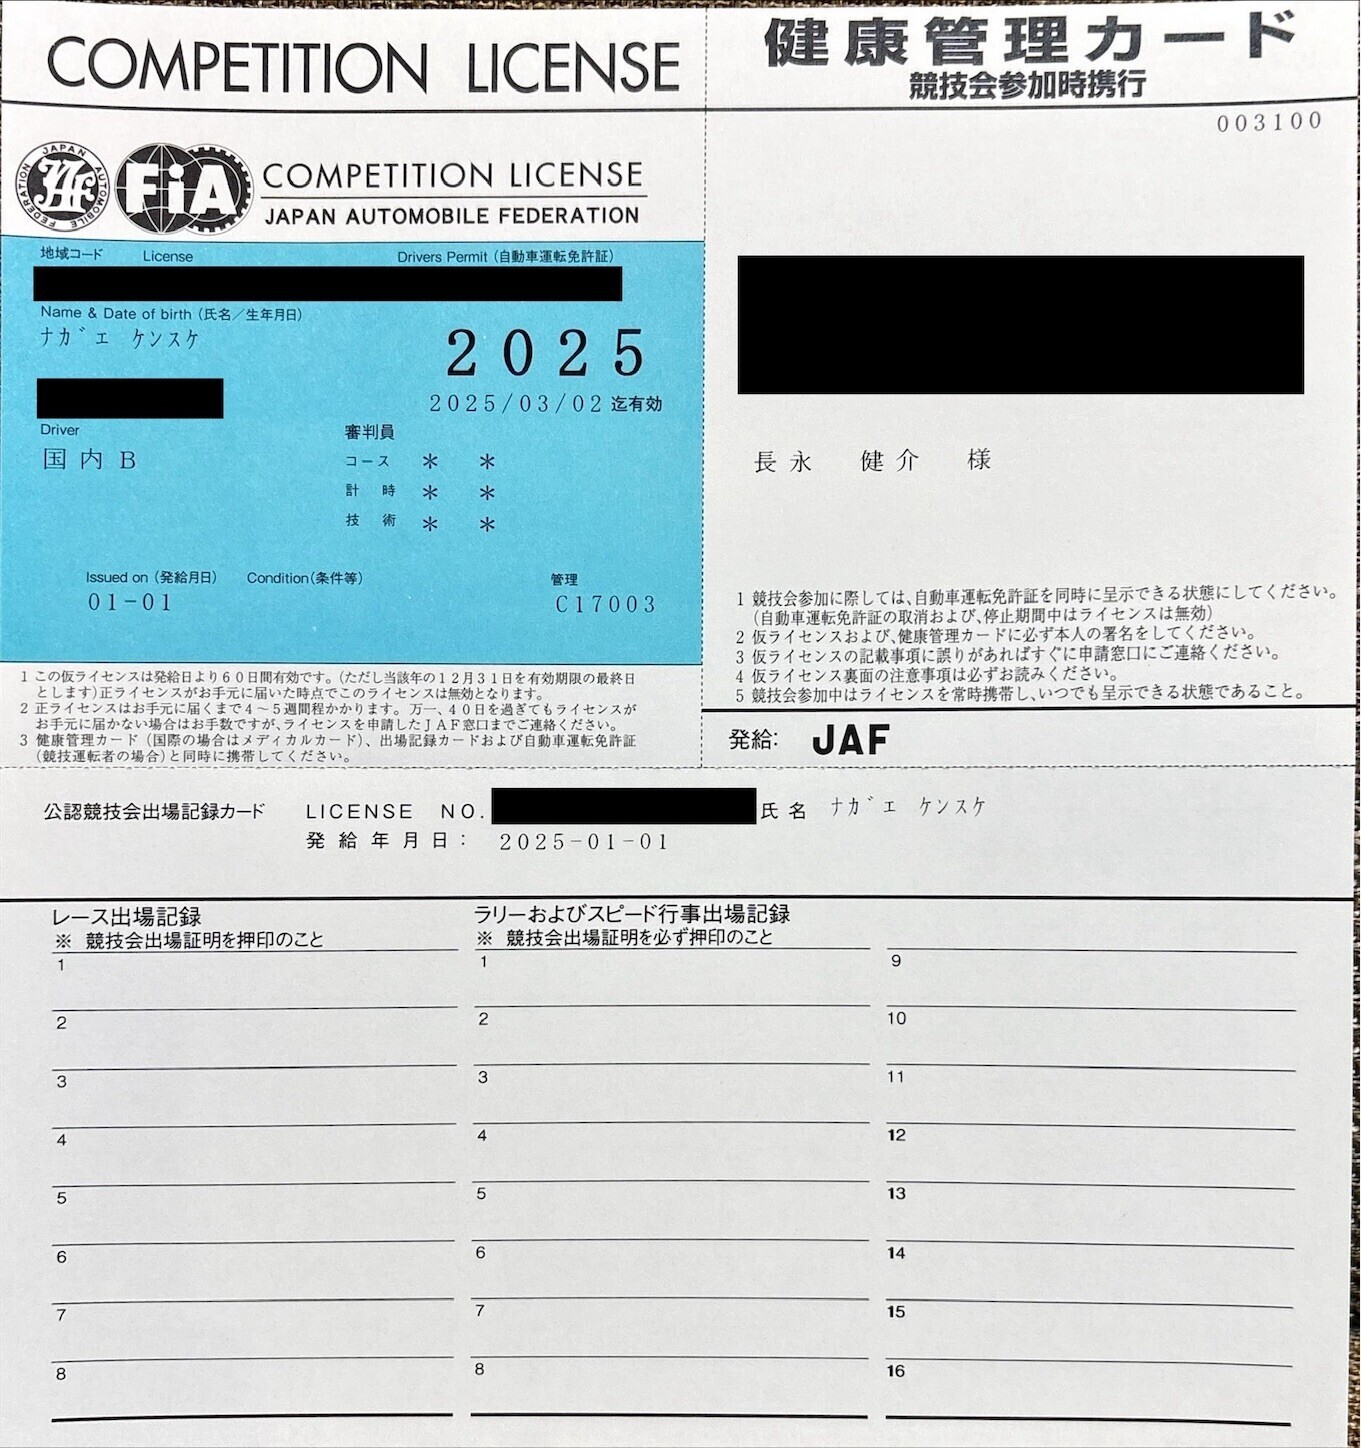 COMPETITION LICENSE
健康管理カード
競技会参加時携行
003100
JAPAN AUTOMOBILE FEDERATION
JAF
FiA
COMPETITION LICENSE
JAPAN AUTOMOBILE FEDERATION
地域コード License Drivers Permit (自動車運転免許証)
Name & Date of birth (氏名／生年月日)
ナガエ ケンスケ
2025
2025/03/02 迄有効
Driver
国内B
審判員
コース * *
計時 * *
技術 * *
Issued on (発給月日) Condition(条件等) 管理
01-01 C17003
1 この仮ライセンスは発給日より60日間有効です。(ただし当該年の12月31日を有効期限の最終日
とします)正ライセンスがお手元に届いた時点でこのライセンスは無効となります。
2 正ライセンスはお手元に届くまで4～5週間程かかります。万一、40日を過ぎてもライセンスが
お手元に届かない場合はお手数ですが、ライセンスを申請したJAF窓口までご連絡ください。
3 健康管理カード（国際の場合はメディカルカード）、出場記録カードおよび自動車運転免許証
（競技運転者の場合）と同時に携帯してください。
長永 健介 様
1 競技会参加に際しては、自動車運転免許証を同時に呈示できる状態にしてください。
(自動車運転免許証の取消および、停止期間中はライセンスは無効)
2 仮ライセンスおよび、健康管理カードに必ず本人の署名をしてください。
3 仮ライセンスの記載事項に誤りがあればすぐに申請窓口にご連絡ください。
4 仮ライセンス裏面の注意事項は必ずお読みください。
5 競技会参加中はライセンスを常時携帯し、いつでも呈示できる状態であること。
発給: JAF
公認競技会出場記録カード LICENSE NO. 氏名 ナガエ ケンスケ
発給年月日： 2025-01-01
レース出場記録
※ 競技会出場証明を押印のこと
1
2
3
4
5
6
7
8
ラリーおよびスピード行事出場記録
※ 競技会出場証明を必ず押印のこと
1
2
3
4
5
6
7
8
9
10
11
12
13
14
15
16